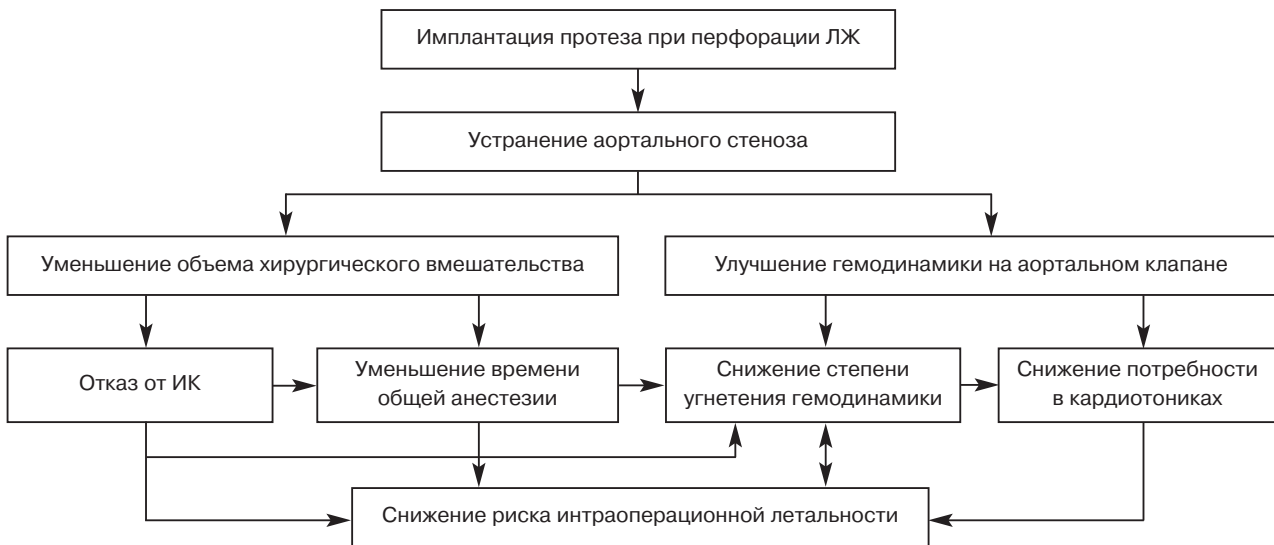 Имплантация протеза при перфорации ЛЖ
Устранение аортального стеноза
Уменьшение объема хирургического вмешательства
Улучшение гемодинамики на аортальном клапане
Отказ от ИК
Уменьшение времени
общей анестезии
Снижение степени
угнетения гемодинамики
Снижение потребности
в кардиотониках
Снижение риска интраоперационной летальности